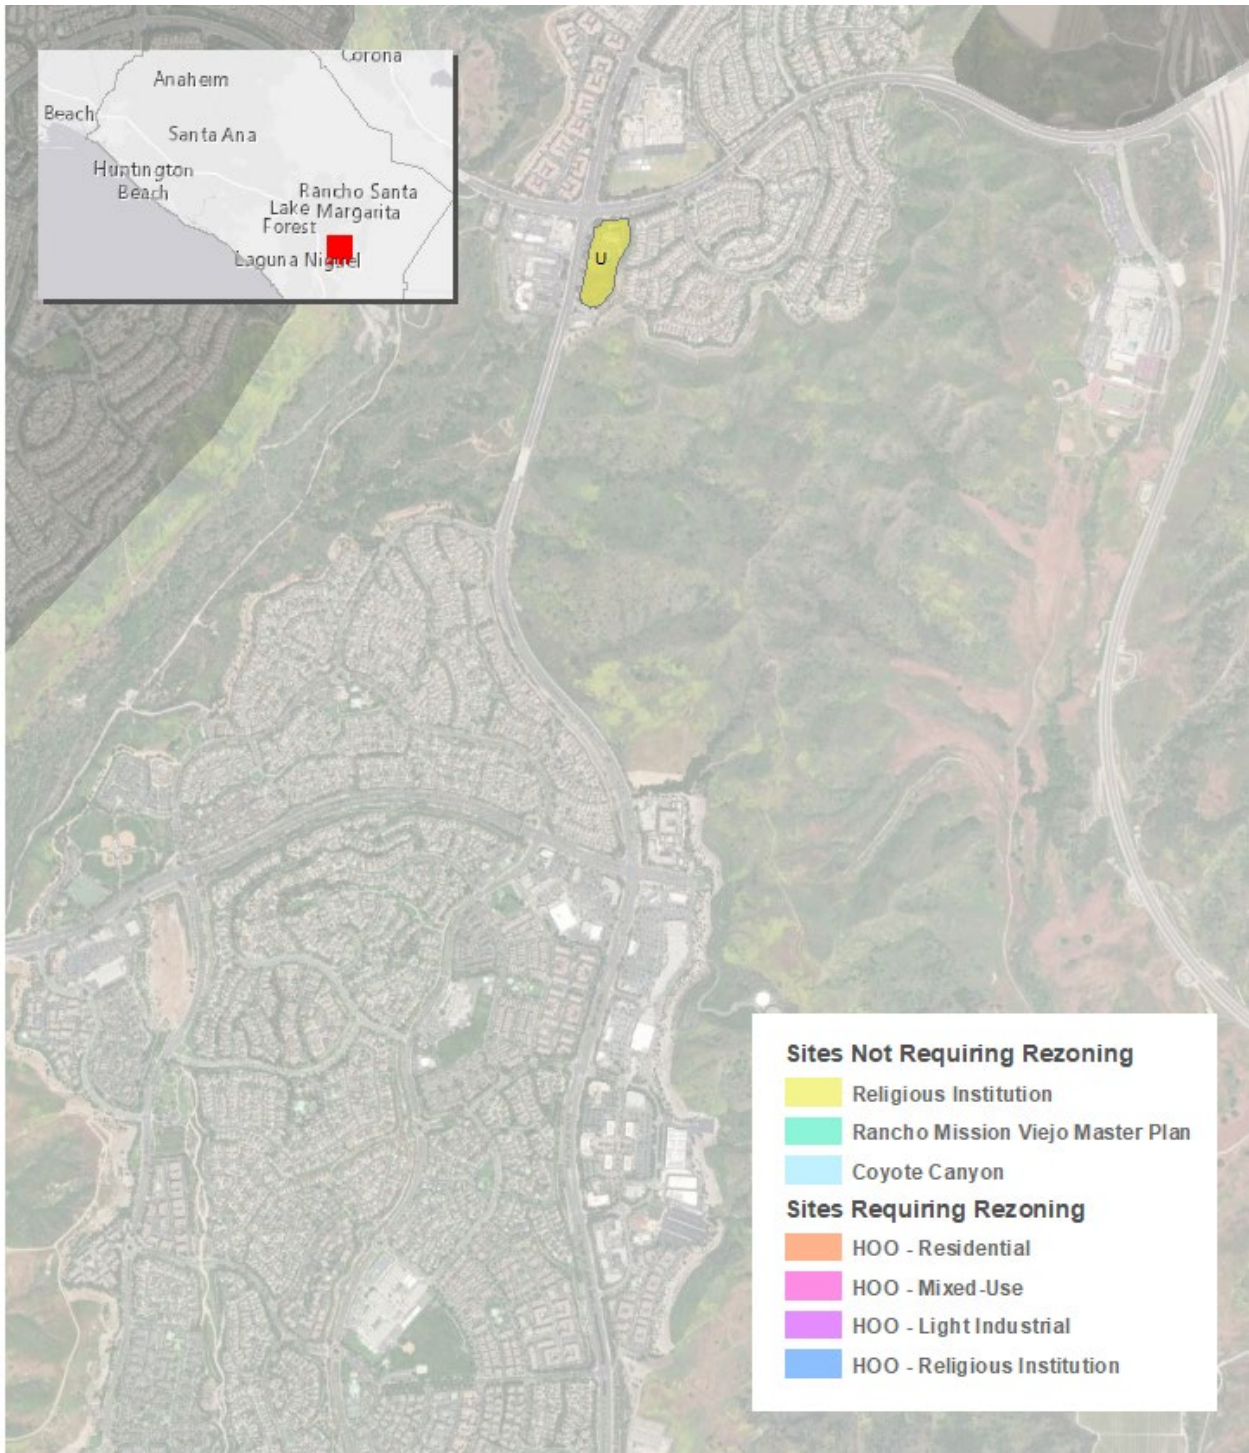 Corona
Anaheim
Beach
Santa Ana
Huntington
Beach
Rancho Santa
Lake Margarita
Forest
Laguna Niguel
U
Sites Not Requiring Rezoning
Religious Institution
Rancho Mission Viejo Master Plan
Coyote Canyon
Sites Requiring Rezoning
HOO - Residential
HOO - Mixed-Use
HOO - Light Industrial
HOO - Religious Institution